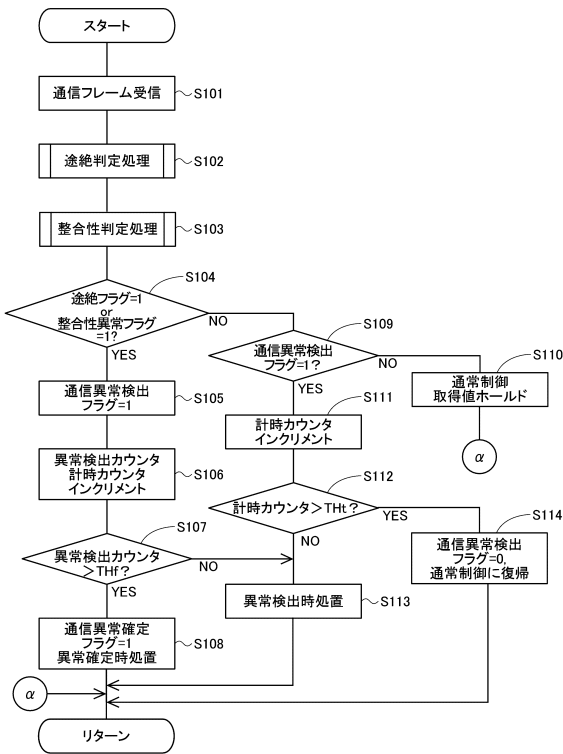 スタート
通信フレーム受信
S101
途絶判定処理
S102
整合性判定処理
S103
S104
途絶フラグ=1
or
整合性異常フラグ
=1?
NO
YES
S109
通信異常検出
フラグ=1?
NO
YES
S110
通常制御
取得値ホールド
α
通信異常検出
フラグ=1
S105
S111
計時カウンタ
インクリメント
異常検出カウンタ
計時カウンタ
インクリメント
S106
S112
計時カウンタ>THt?
YES
NO
S107
異常検出カウンタ
>THf?
NO
YES
S114
通信異常検出
フラグ=0,
通常制御に復帰
異常検出時処置
S113
通信異常確定
フラグ=1
異常確定時処置
S108
α
リターン